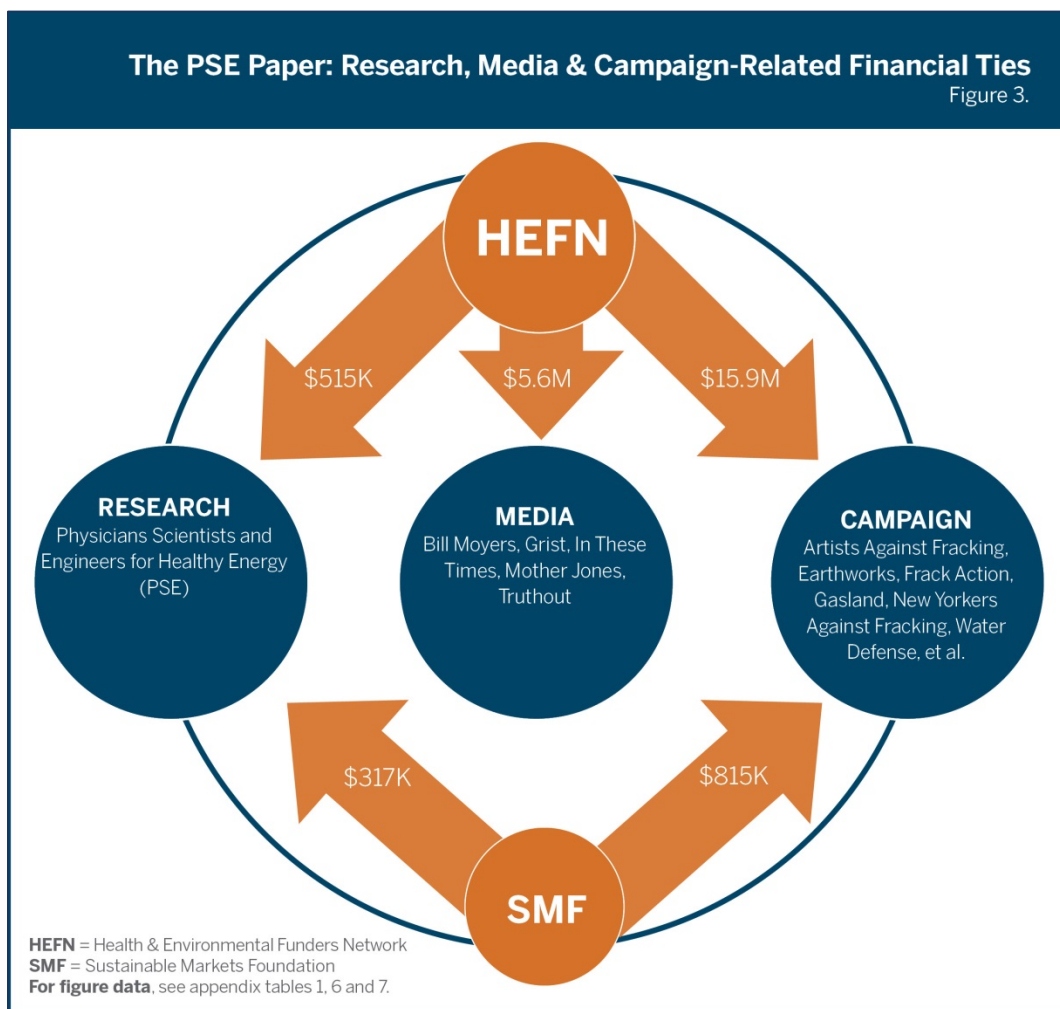 The PSE Paper: Research, Media & Campaign-Related Financial Ties
Figure 3.
HEFN
$515K
$5.6M
$15.9M
RESEARCH
Physicians Scientists and
Engineers for Healthy Energy
(PSE)
MEDIA
Bill Moyers, Grist, In These
Times, Mother Jones,
Truthout
CAMPAIGN
Artists Against Fracking,
Earthworks, Frack Action,
Gasland, New Yorkers
Against Fracking, Water
Defense, et al.
$317K
$815K
SMF
HEFN = Health & Environmental Funders Network
SMF = Sustainable Markets Foundation
For figure data, see appendix tables 1, 6 and 7.